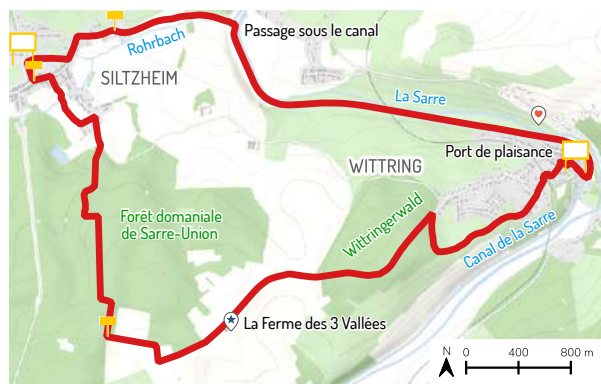 Passage sous le canal
Rohrbach
SILTZHEIM
La Sarre
Port de plaisance
WITTRING
Forêt domaniale
de Sarre-Union
Wittringerwald
Canal de la Sarre
La Ferme des 3 Vallées
N
0 400 800 m